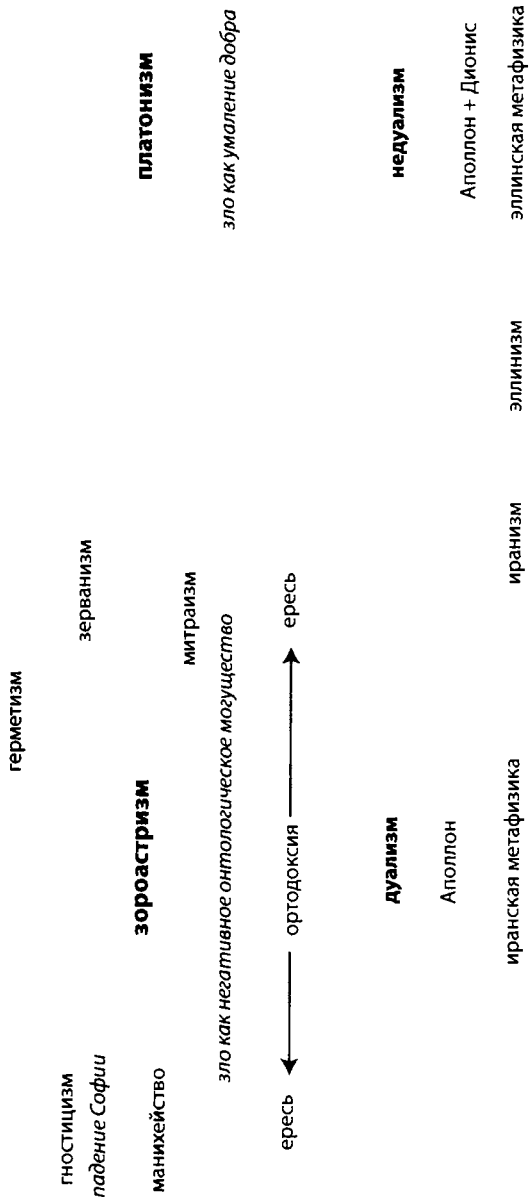 герметизм
гностицизм
падение Софии
зерванизм
манихейство
зороастризм
митраизм
платонизм
зло как негативное онтологическое могущество
зло как умаление добра
ересь
ортодоксия
ересь
дуализм
недуализм
Аполлон
Аполлон + Дионис
иранская метафизика
иранизм
эллинизм
эллинская метафизика